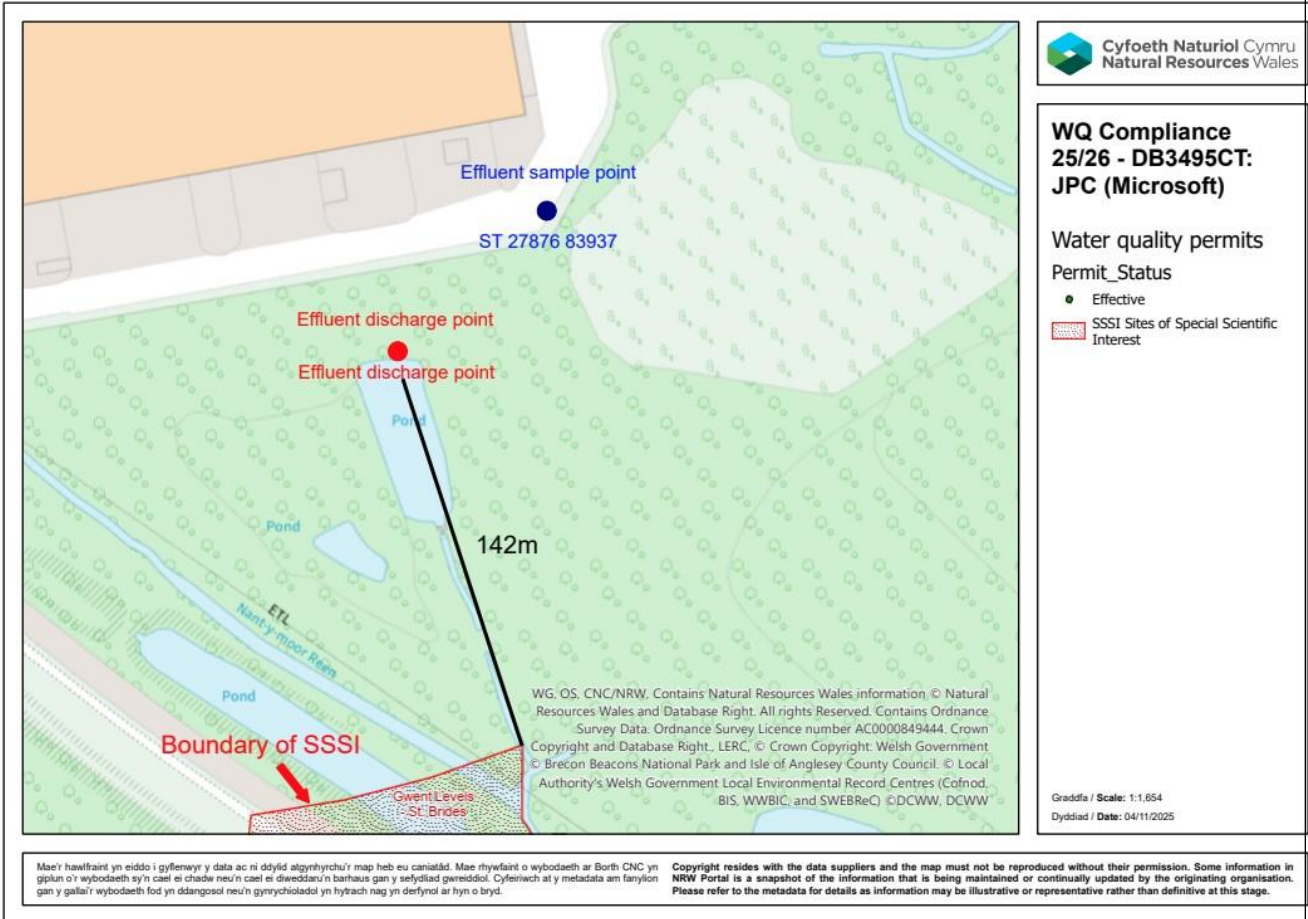 Effluent sample point
ST 27876 83937
Effluent discharge point
Effluent discharge point
Pond
Pond
142m
ETL
Nant-y-moor Reen
Pond
Boundary of SSSI
Gwent Levels
- St. Brides
WG, OS, CNC/NRW, Contains Natural Resources Wales information © Natural
Resources Wales and Database Right. All rights Reserved. Contains Ordnance
Survey Data. Ordnance Survey Licence number AC0000849444. Crown
Copyright and Database Right., LERC, © Crown Copyright: Welsh Government
© Brecon Beacons National Park and Isle of Anglesey County Council. © Local
Authority's Welsh Government Local Environmental Record Centres (Cofnod,
BIS, WWBIC, and SWEBReC) ©DCWW, DCWW
Cyfoeth Naturiol Cymru
Natural Resources Wales
WQ Compliance
25/26 - DB3495CT:
JPC (Microsoft)
Water quality permits
Permit_Status
Effective
SSSI Sites of Special Scientific
Interest
Graddfa / Scale: 1:1,654
Dyddiad / Date: 04/11/2025
Mae'r hawlfraint yn eiddo i gyflenwyr y data ac ni ddylid atgynhyrchu'r map heb eu caniatâd. Mae rhywfaint o wybodaeth ar Borth CNC yn
giplun o'r wybodaeth sy'n cael ei chadw neu'n cael ei diweddaru'n barhaus gan y sefydliad gwreiddiol. Cyfeiriwch at y metadata am fanylion
gan y gallai'r wybodaeth fod yn ddangosol neu'n gynrychioladol yn hytrach nag yn derfynol ar hyn o bryd.
Copyright resides with the data suppliers and the map must not be reproduced without their permission. Some information in
NRW Portal is a snapshot of the information that is being maintained or continually updated by the originating organisation.
Please refer to the metadata for details as information may be illustrative or representative rather than definitive at this stage.